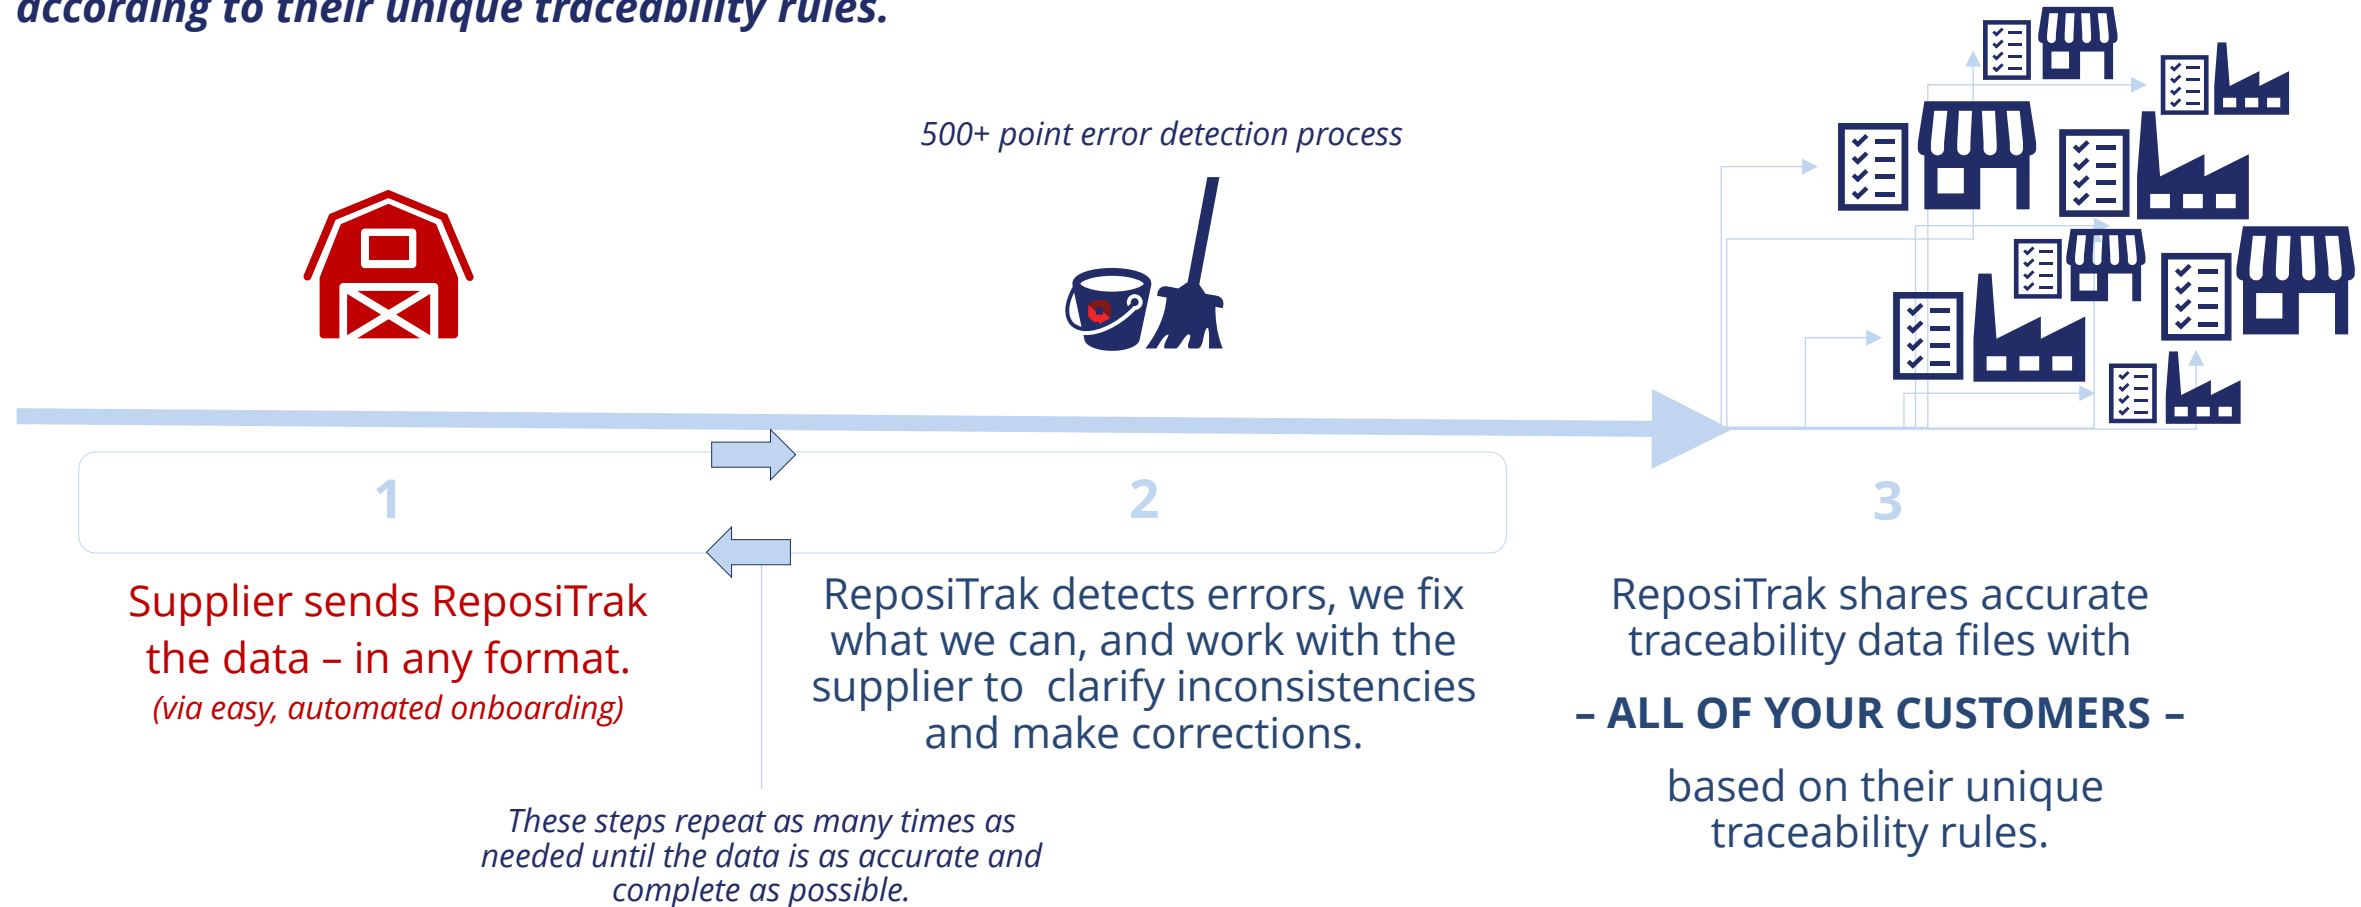 according to their unique traceability rules.
500+ point error detection process
1
2
3
Supplier sends ReposiTrak
the data – in any format.
(via easy, automated onboarding)
ReposiTrak detects errors, we fix
what we can, and work with the
supplier to  clarify inconsistencies
and make corrections.
ReposiTrak shares accurate
traceability data files with
– ALL OF YOUR CUSTOMERS –
based on their unique
traceability rules.
These steps repeat as many times as
needed until the data is as accurate and
complete as possible.